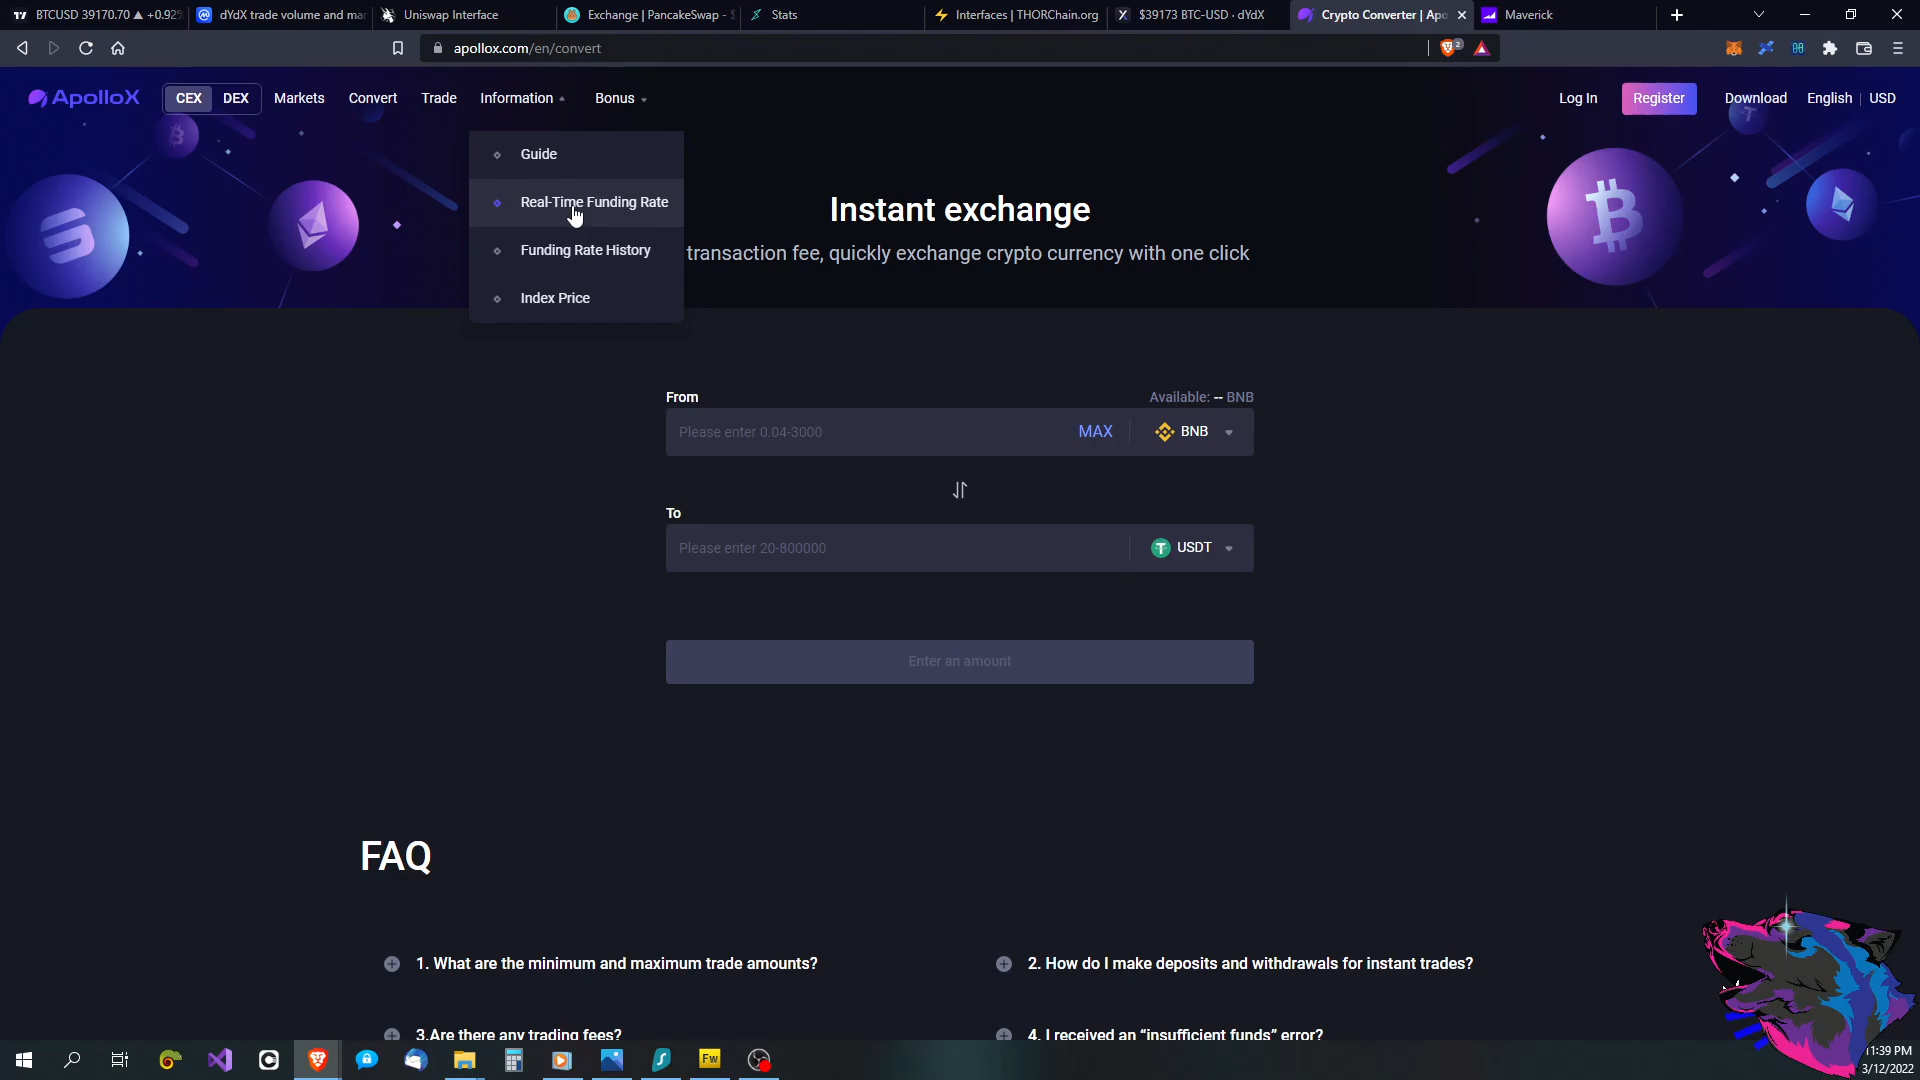 BTCUSD 39170.70 ▲ +0.92%
dYdX trade volume and mar
Uniswap Interface
Exchange | PancakeSwap - $
Stats
Interfaces | THORChain.org
$39173 BTC-USD · dYdX
Crypto Converter | Apo
Maverick
apollox.com/en/convert
2
ApolloX
CEX
DEX
Markets
Convert
Trade
Information
Bonus
Log In
Register
Download
English
USD
Guide
Real-Time Funding Rate
Funding Rate History
Index Price
Instant exchange
transaction fee, quickly exchange crypto currency with one click
From
Available: -- BNB
Please enter 0.04-3000
MAX
BNB
To
Please enter 20-800000
USDT
Enter an amount
FAQ
1. What are the minimum and maximum trade amounts?
2. How do I make deposits and withdrawals for instant trades?
3.Are there any trading fees?
4. I received an “insufficient funds” error?
Fw
11:39 PM
3/12/2022